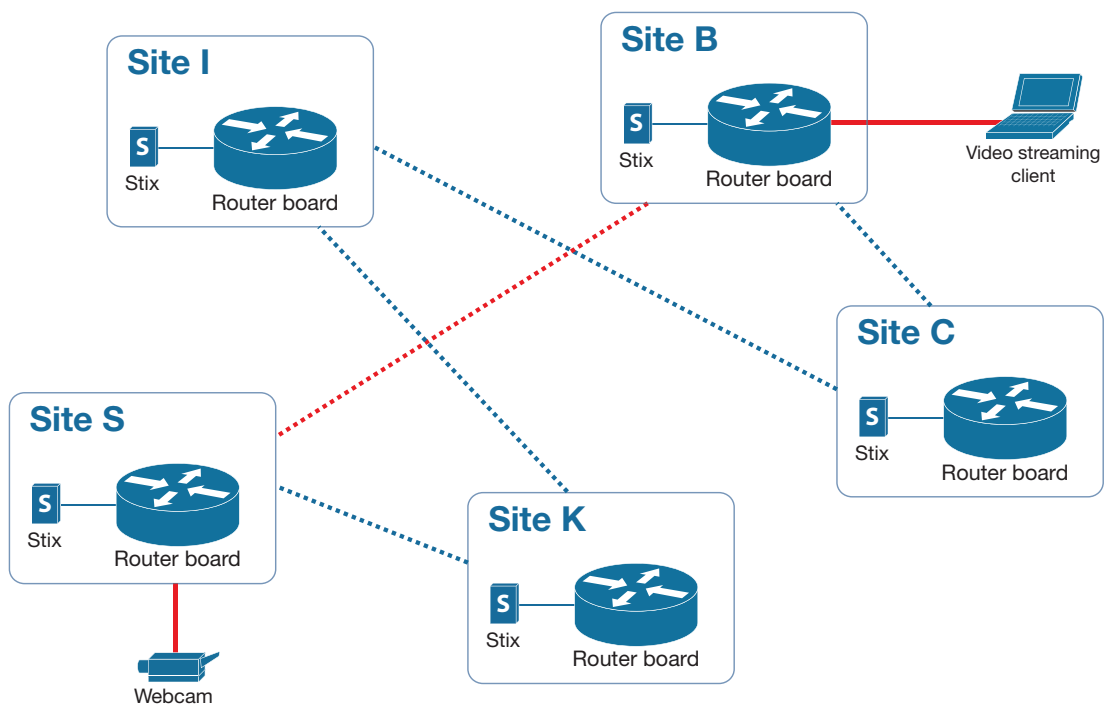 Site I
S
Stix
Router board
Site B
S
Stix
Router board
Video streaming
client
Site C
S
Stix
Router board
Site S
S
Stix
Router board
Webcam
Site K
S
Stix
Router board